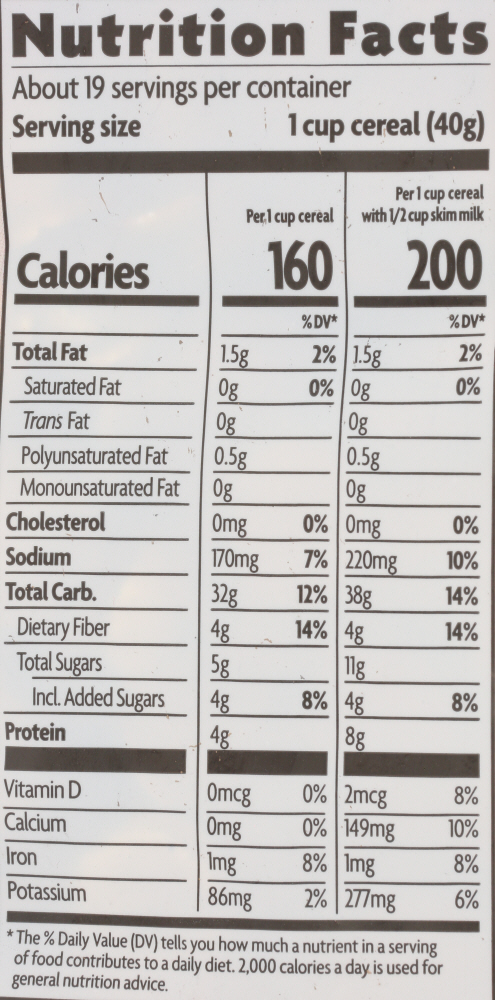 Nutrition Facts
About 19 servings per container
Serving size 1 cup cereal (40g)
Per 1 cup cereal
Per 1 cup cereal with 1/2 cup skim milk
Calories 160 200
%DV* %DV*
Total Fat 1.5g 2% 1.5g 2%
Saturated Fat 0g 0% 0g 0%
Trans Fat 0g 0g
Polyunsaturated Fat 0.5g 0.5g
Monounsaturated Fat 0g 0g
Cholesterol 0mg 0% 0mg 0%
Sodium 170mg 7% 220mg 10%
Total Carb. 32g 12% 38g 14%
Dietary Fiber 4g 14% 4g 14%
Total Sugars 5g 11g
Incl. Added Sugars 4g 8% 4g 8%
Protein 4g 8g
Vitamin D 0mcg 0% 2mcg 8%
Calcium 0mg 0% 149mg 10%
Iron 1mg 8% 1mg 8%
Potassium 86mg 2% 277mg 6%
* The % Daily Value (DV) tells you how much a nutrient in a serving
of food contributes to a daily diet. 2,000 calories a day is used for
general nutrition advice.